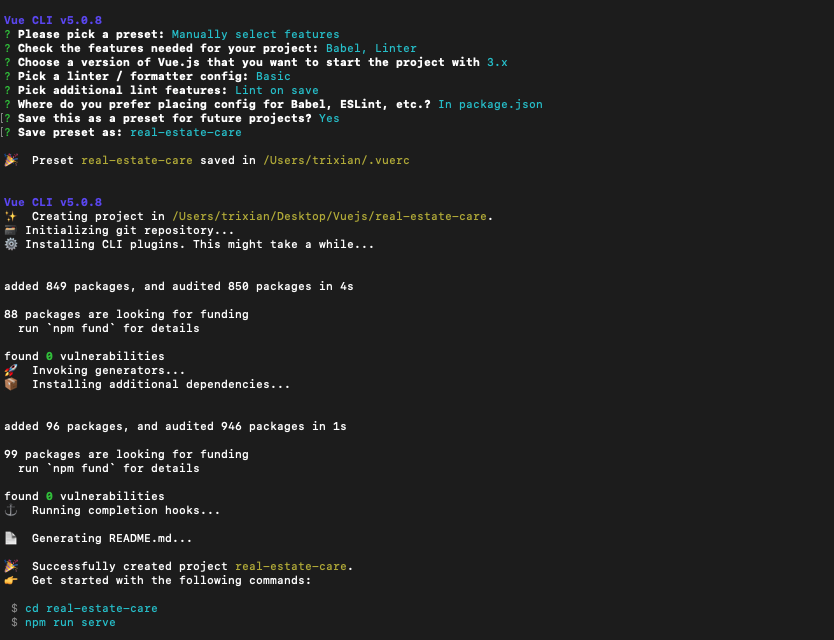 Vue CLI v5.0.8
? Please pick a preset: Manually select features
? Check the features needed for your project: Babel, Linter
? Choose a version of Vue.js that you want to start the project with 3.x
? Pick a linter / formatter config: Basic
? Pick additional lint features: Lint on save
? Where do you prefer placing config for Babel, ESLint, etc.? In package.json
[? Save this as a preset for future projects? Yes
[? Save preset as: real-estate-care
🎉  Preset real-estate-care saved in /Users/trixian/.vuerc
Vue CLI v5.0.8
✨  Creating project in /Users/trixian/Desktop/Vuejs/real-estate-care.
🗃 Initializing git repository...
⚙️ Installing CLI plugins. This might take a while...
added 849 packages, and audited 850 packages in 4s
88 packages are looking for funding
  run `npm fund` for details
found 0 vulnerabilities
🚀  Invoking generators...
📦  Installing additional dependencies...
added 96 packages, and audited 946 packages in 1s
99 packages are looking for funding
  run `npm fund` for details
found 0 vulnerabilities
⚓  Running completion hooks...
📄  Generating README.md...
🎉  Successfully created project real-estate-care.
👉  Get started with the following commands:
 $ cd real-estate-care
 $ npm run serve